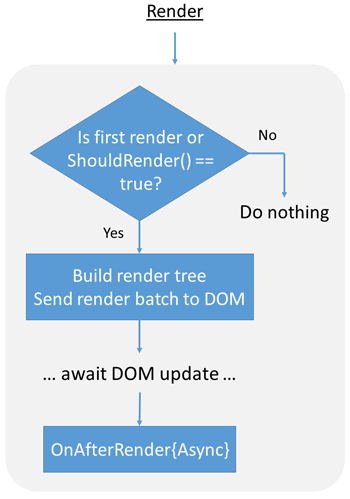 Render
Is first render or
ShouldRender() ==
true?
No
Do nothing
Yes
Build render tree
Send render batch to DOM
... await DOM update ...
OnAfterRender{Async}